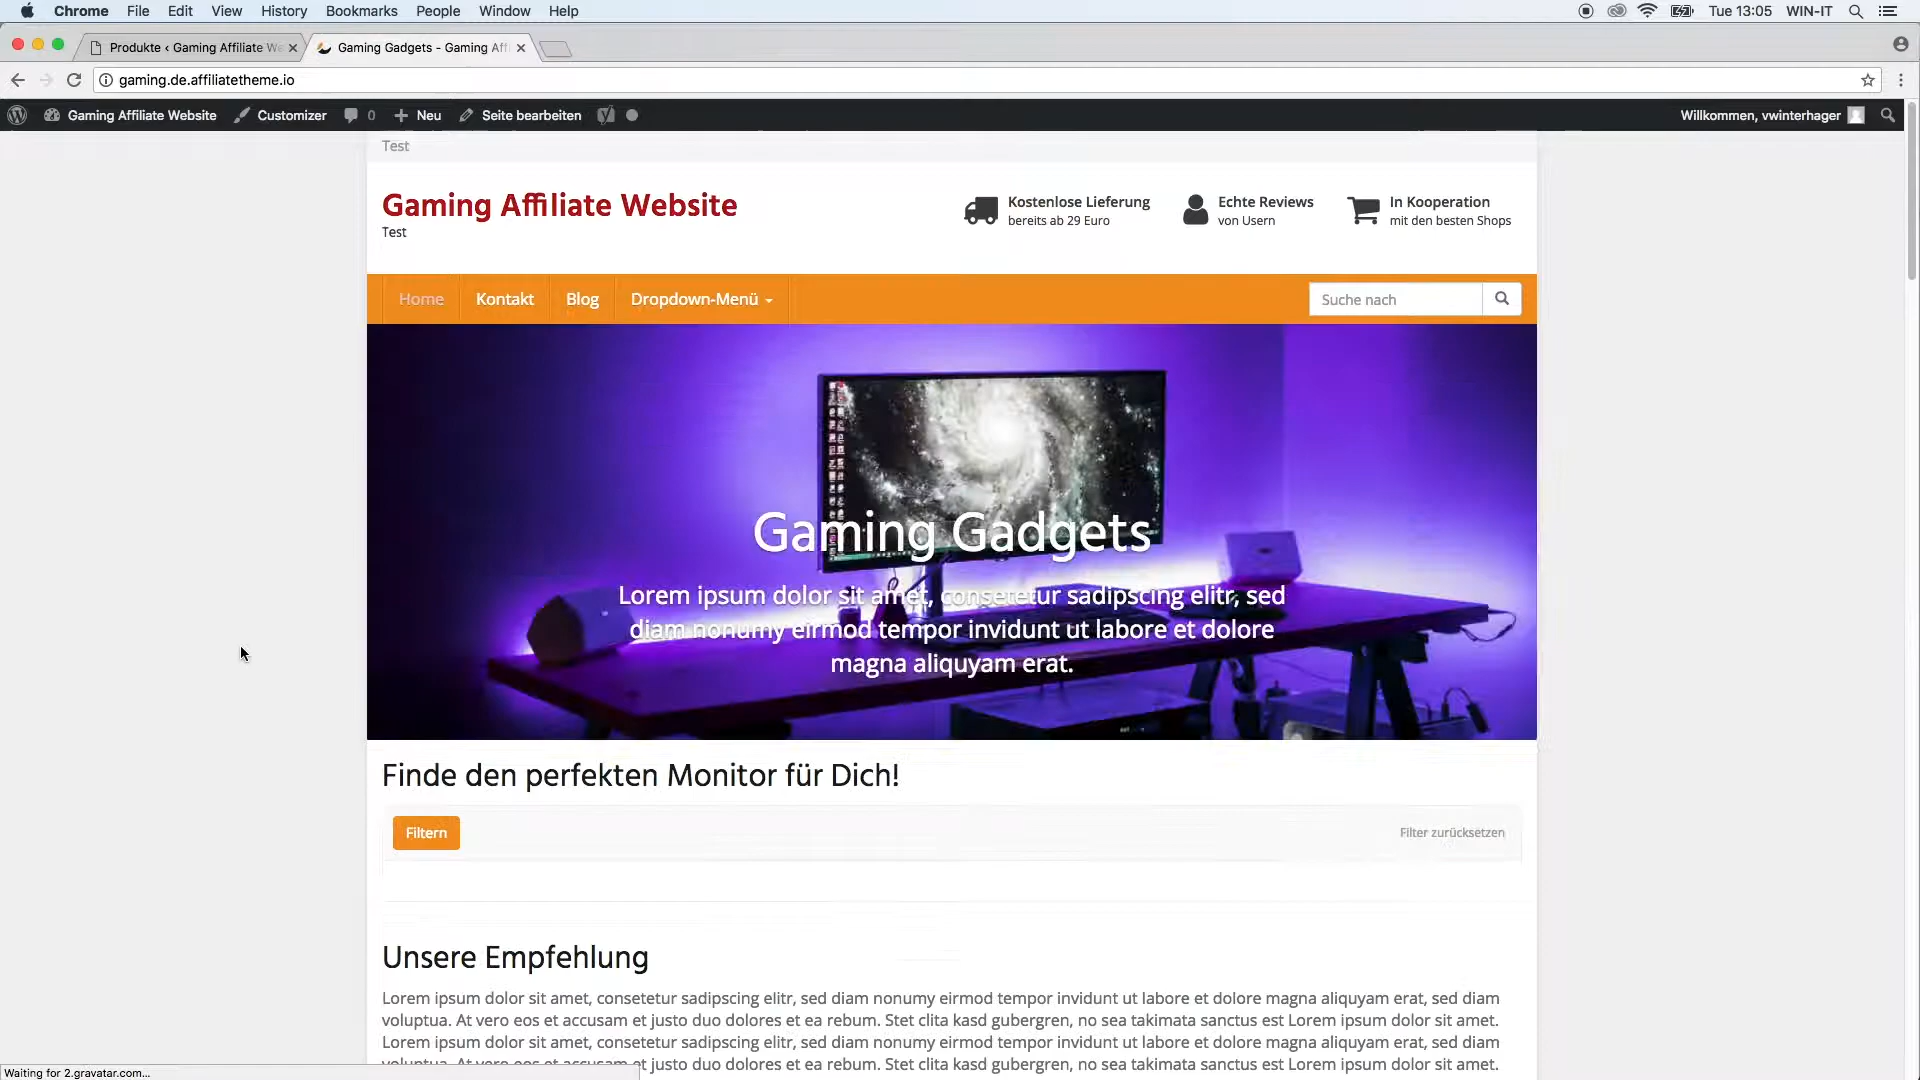 Chrome File Edit View History Bookmarks People Window Help Tue 13:05 WIN-IT
Produkte ‹ Gaming Affiliate We Gaming Gadgets - Gaming Aff
gaming.de.affiliatetheme.io
Gaming Affiliate Website Customizer 0 Neu Seite bearbeiten Willkommen, vwinterhager
Test
Gaming Affiliate Website
Test
Kostenlose Lieferung
bereits ab 29 Euro
Echte Reviews
von Usern
In Kooperation
mit den besten Shops
Home Kontakt Blog Dropdown-Menü Suche nach
Gaming Gadgets
Lorem ipsum dolor sit amet, consetetur sadipscing elitr, sed
diam nonumy eirmod tempor invidunt ut labore et dolore
magna aliquyam erat.
Finde den perfekten Monitor für Dich!
Filtern Filter zurücksetzen
Unsere Empfehlung
Lorem ipsum dolor sit amet, consetetur sadipscing elitr, sed diam nonumy eirmod tempor invidunt ut labore et dolore magna aliquyam erat, sed diam
voluptua. At vero eos et accusam et justo duo dolores et ea rebum. Stet clita kasd gubergren, no sea takimata sanctus est Lorem ipsum dolor sit amet.
Lorem ipsum dolor sit amet, consetetur sadipscing elitr, sed diam nonumy eirmod tempor invidunt ut labore et dolore magna aliquyam erat, sed diam
voluptua. At vero eos et accusam et justo duo dolores et ea rebum. Stet clita kasd gubergren, no sea takimata sanctus est Lorem ipsum dolor sit amet.
Waiting for 2.gravatar.com...